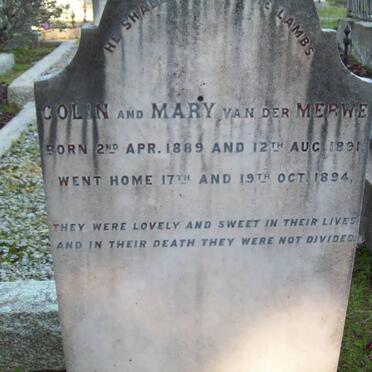 HE SHALL THE LAMBS
COLIN AND MARY VAN DER MERWE
BORN 2ND APR. 1889 AND 12TH AUG. 1891
WENT HOME 17TH AND 19TH OCT. 1894,
THEY WERE LOVELY AND SWEET IN THEIR LIVES
AND IN THEIR DEATH THEY WERE NOT DIVIDED.